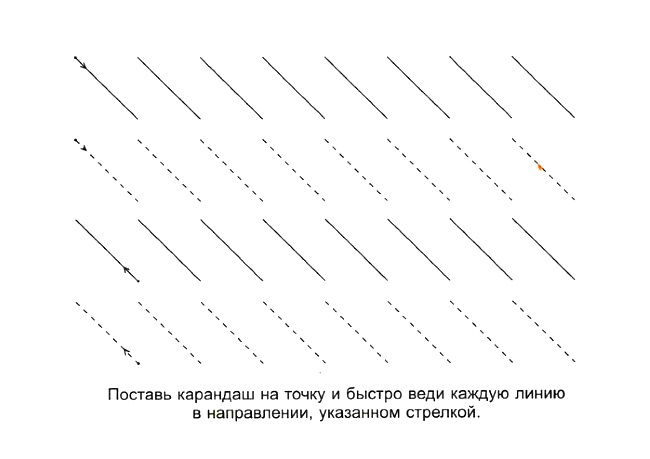 Поставь карандаш на точку и быстро веди каждую линию
в направлении, указанном стрелкой.